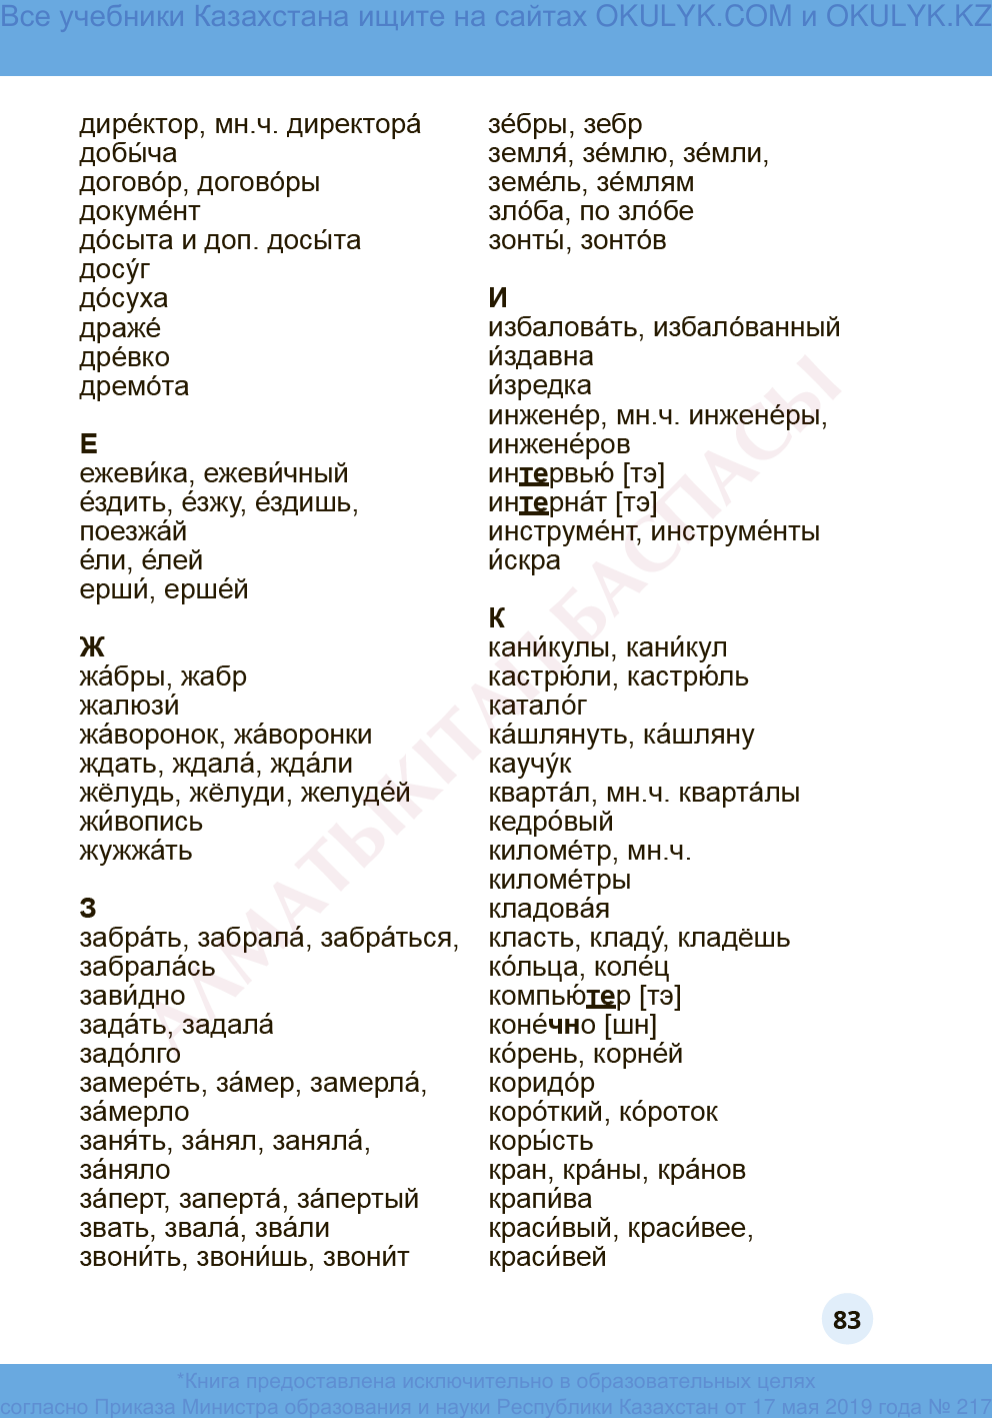 Все учебники Казахстана ищите на сайтах OKULYK.COM и OKULYK.KZ
дире́ктор, мн.ч. директора́
добы́ча
догово́р, догово́ры
докуме́нт
до́сыта и доп. досы́та
досу́г
до́суха
драже́
дре́вко
дремо́та
Е
ежеви́ка, ежеви́чный
е́здить, е́зжу, е́здишь,
поезжа́й
е́ли, е́лей
ерши́, ерше́й
Ж
жа́бры, жабр
жалюзи́
жа́воронок, жа́воронки
ждать, ждала́, жда́ли
жёлудь, жёлуди, желуде́й
жи́вопись
жужжа́ть
З
забра́ть, забрала́, забра́ться,
забрала́сь
зави́дно
зада́ть, задала́
задо́лго
замере́ть, за́мер, замерла́,
за́мерло
заня́ть, за́нял, заняла́,
за́няло
за́перт, заперта́, за́пертый
звать, звала́, зва́ли
звони́ть, звони́шь, звони́т
зе́бры, зебр
земля́, зе́млю, зе́мли,
земе́ль, зе́млям
зло́ба, по зло́бе
зонты́, зонто́в
И
избалова́ть, избало́ванный
и́здавна
и́зредка
инжене́р, мн.ч. инжене́ры,
инжене́ров
интервью́ [тэ]
интерна́т [тэ]
инструме́нт, инструме́нты
и́скра
К
кани́кулы, кани́кул
кастрю́ли, кастрю́ль
катало́г
ка́шлянуть, ка́шляну
каучу́к
кварта́л, мн.ч. кварта́лы
кедро́вый
киломе́тр, мн.ч.
киломе́тры
кладова́я
класть, кладу́, кладёшь
ко́льца, коле́ц
компью́тер [тэ]
коне́чно [шн]
ко́рень, корне́й
коридо́р
коро́ткий, ко́роток
коры́сть
кран, кра́ны, кра́нов
крапи́ва
краси́вый, краси́вее,
краси́вей
АЛМАТЫКІТАП БАСПАСЫ
83
*Книга предоставлена исключительно в образовательных целях
согласно Приказа Министра образования и науки Республики Казахстан от 17 мая 2019 года № 217